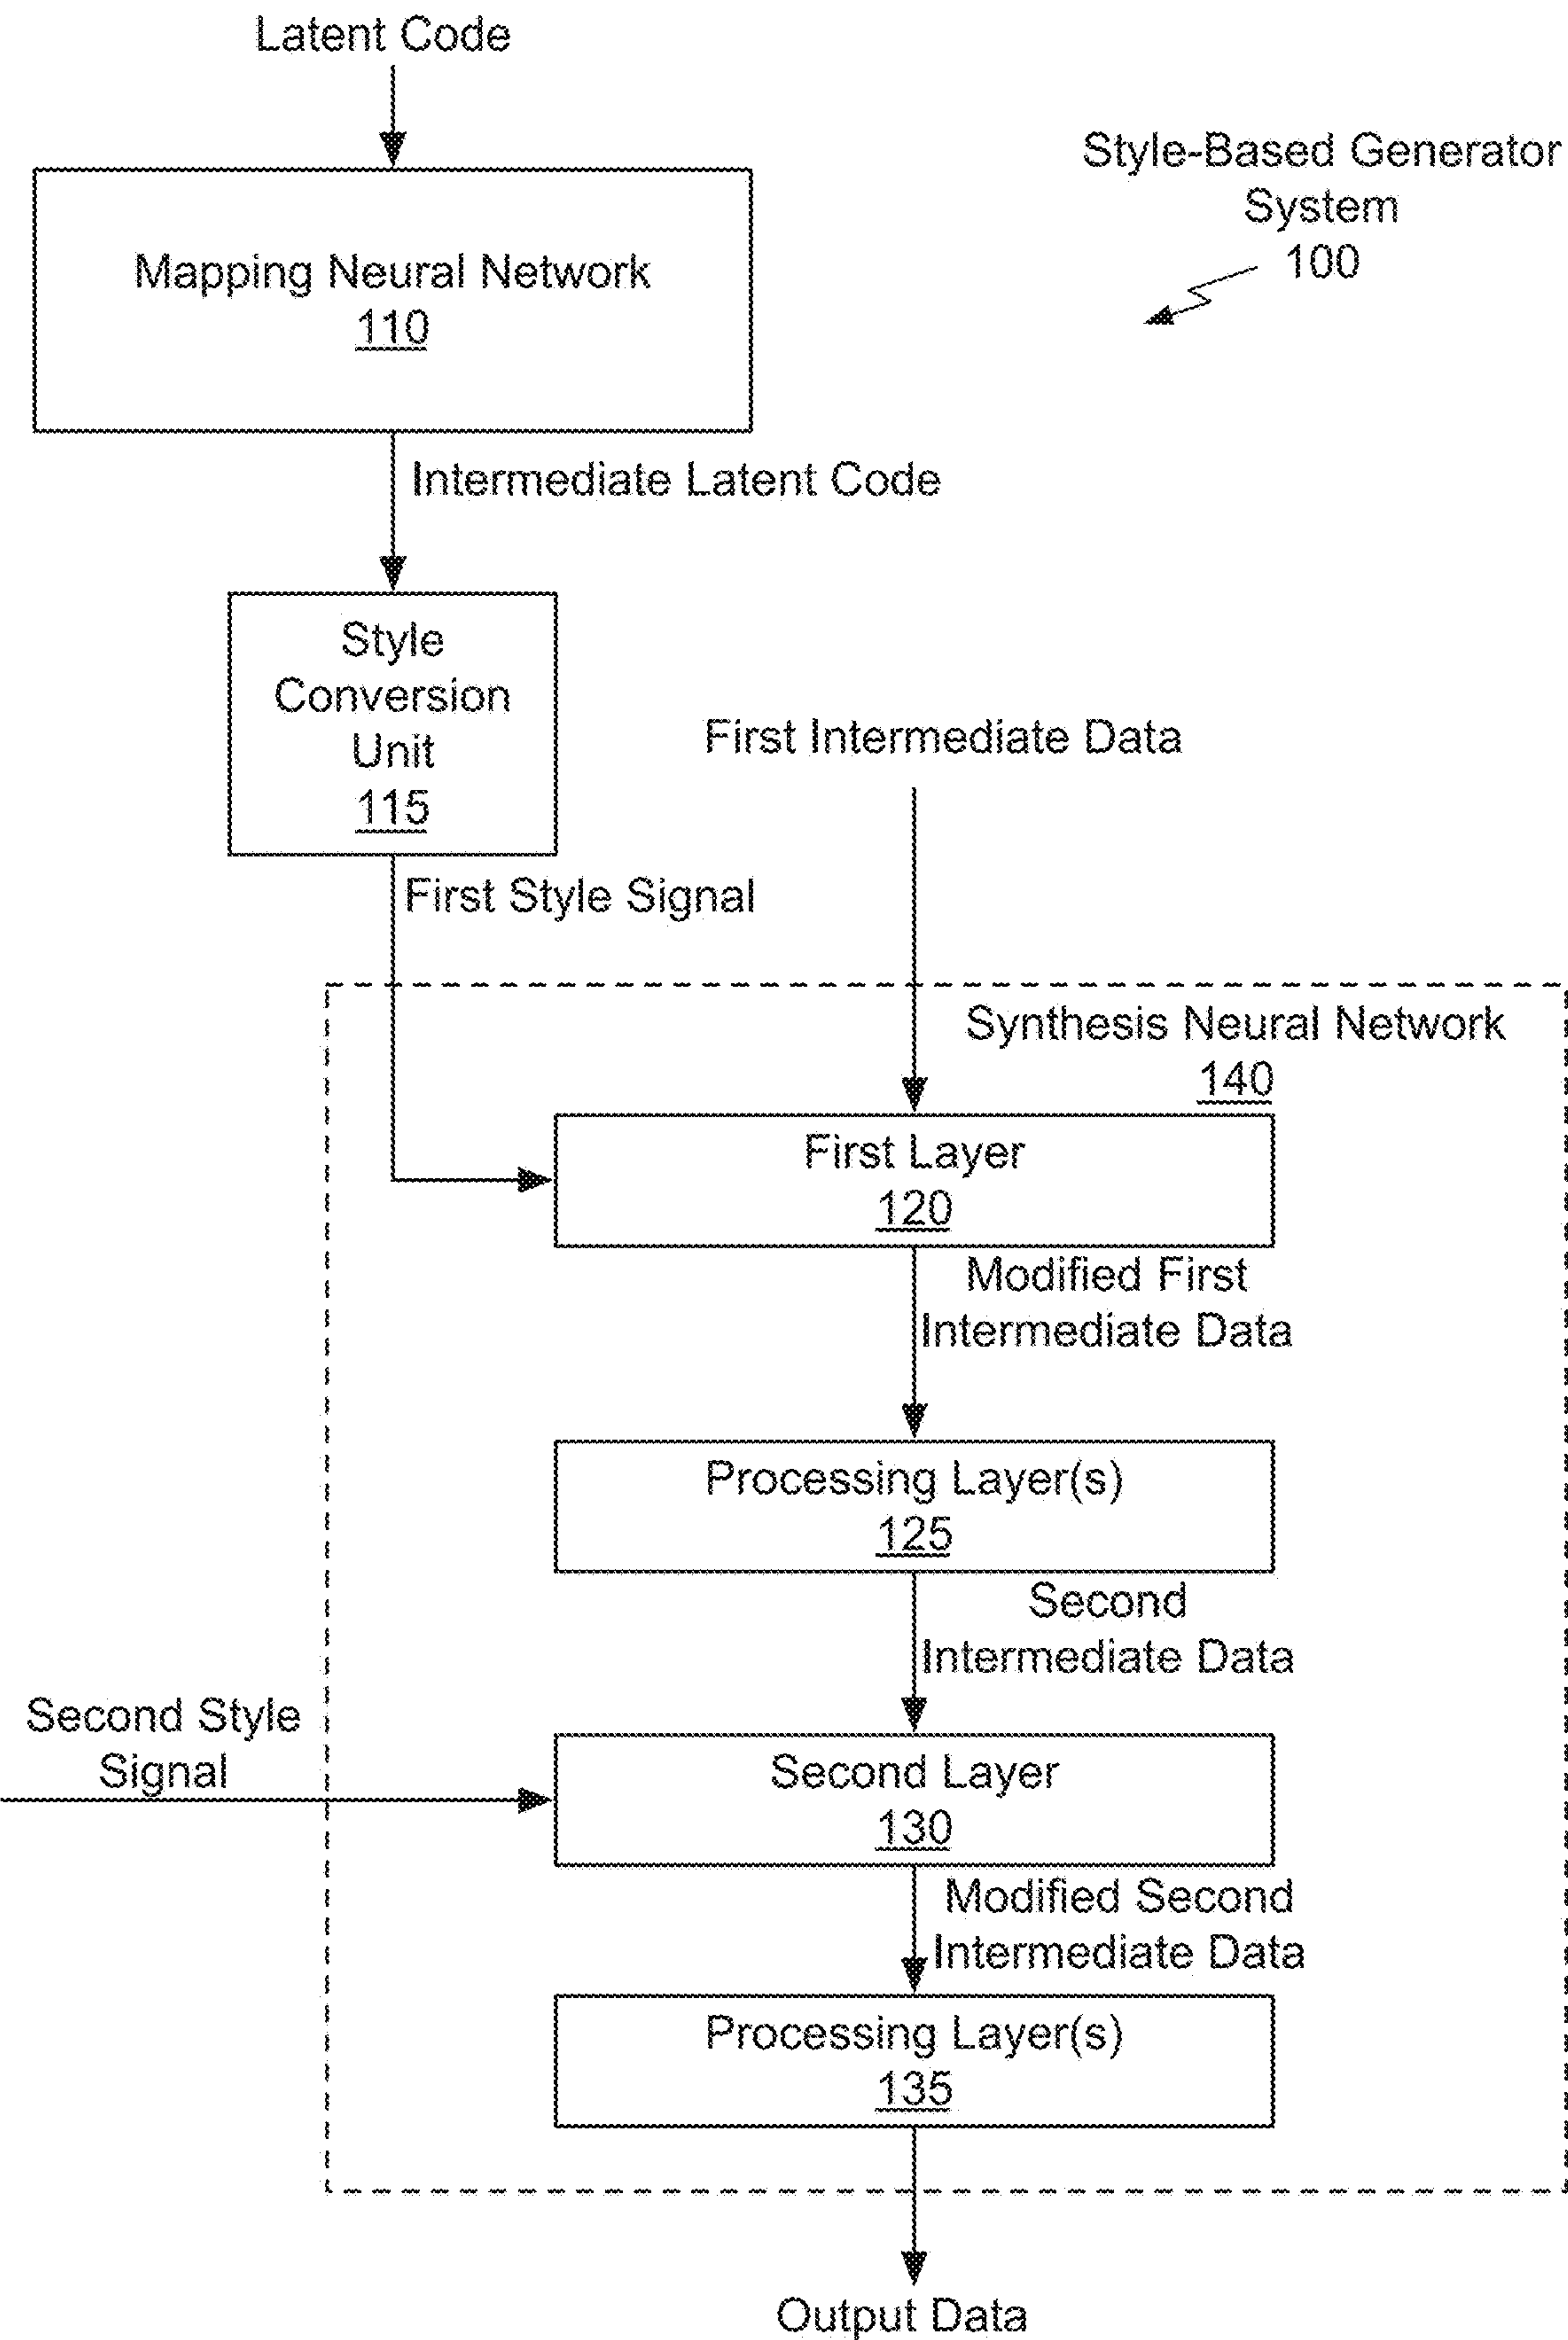 Latent Code
Style-Based Generator
System
100
Mapping Neural Network
110
Intermediate Latent Code
Style
Conversion
Unit
115
First Intermediate Data
First Style Signal
Synthesis Neural Network
140
First Layer
120
Modified First
Intermediate Data
Processing Layer(s)
125
Second
Intermediate Data
Second Style
Signal
Second Layer
130
Modified Second
Intermediate Data
Processing Layer(s)
135
Output Data